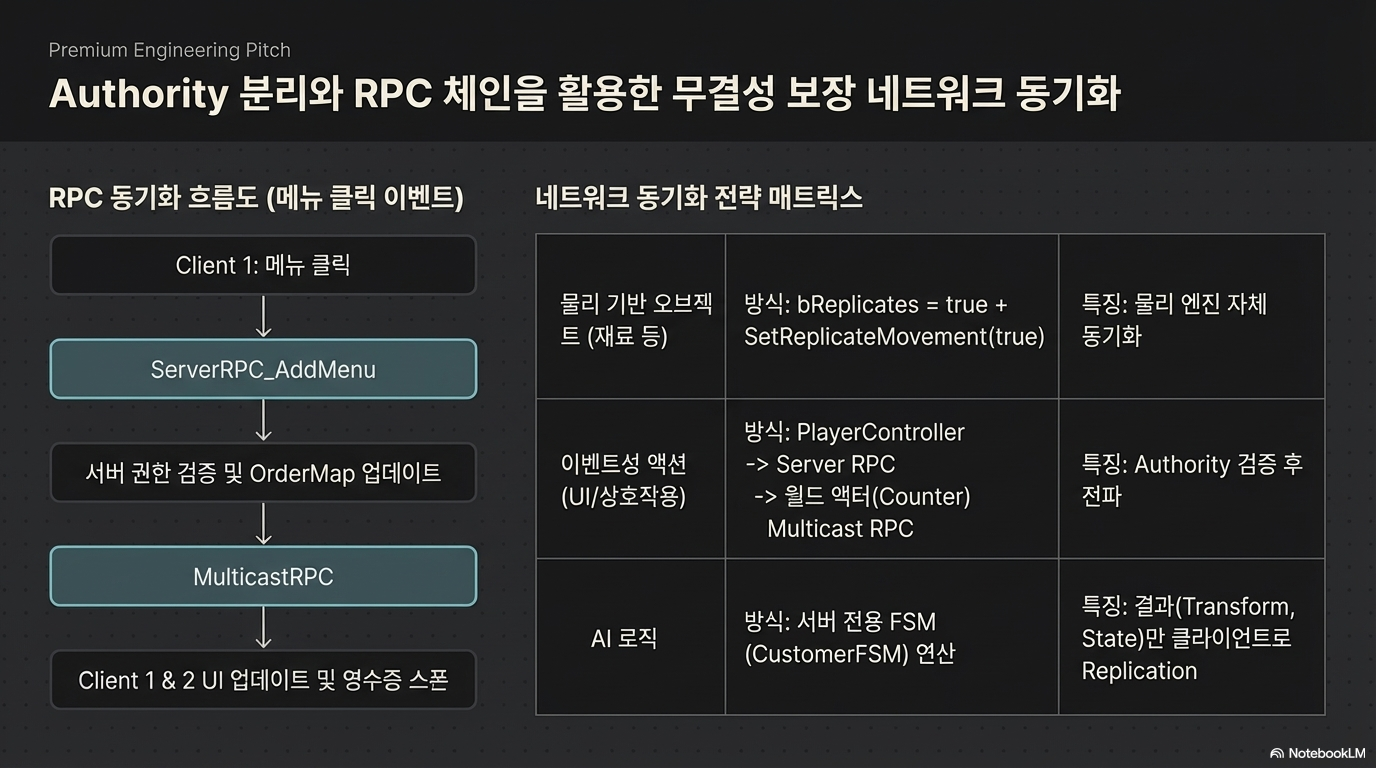 Premium Engineering Pitch
Authority 분리와 RPC 체인을 활용한 무결성 보장 네트워크 동기화
RPC 동기화 흐름도 (메뉴 클릭 이벤트)
Client 1: 메뉴 클릭
ServerRPC_AddMenu
서버 권한 검증 및 OrderMap 업데이트
MulticastRPC
Client 1 & 2 UI 업데이트 및 영수증 스폰
네트워크 동기화 전략 매트릭스
물리 기반 오브젝
트 (재료 등)
방식: bReplicates = true +
SetReplicateMovement(true)
특징: 물리 엔진 자체
동기화
이벤트성 액션
(UI/상호작용)
방식: PlayerController
-> Server RPC
-> 월드 액터(Counter)
Multicast RPC
특징: Authority 검증 후
전파
AI 로직
방식: 서버 전용 FSM
(CustomerFSM) 연산
특징: 결과(Transform,
State)만 클라이언트로
Replication
NotebookLM